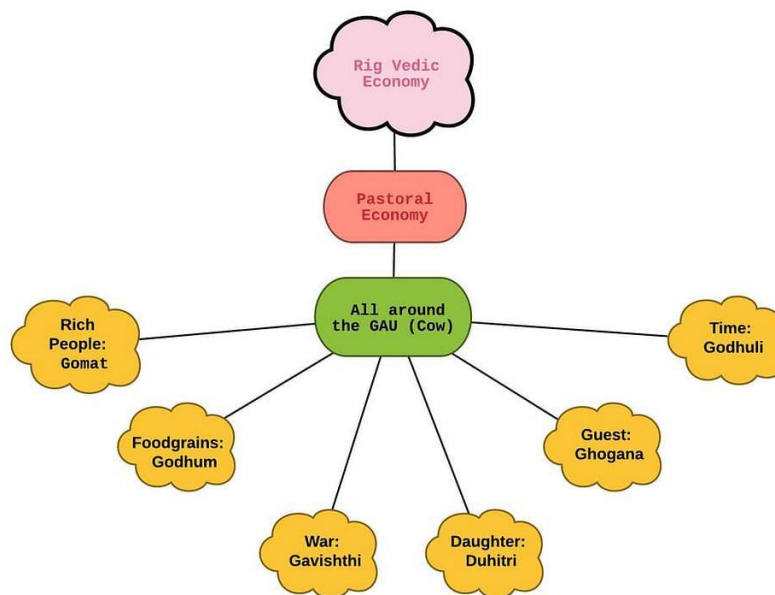 Rig Vedic
Economy
Pastoral
Economy
All around
the GAU (Cow)
Rich
People:
Gomat
Time:
Godhuli
Foodgrains:
Godhum
Guest:
Ghogana
War:
Gavishthi
Daughter:
Duhitri